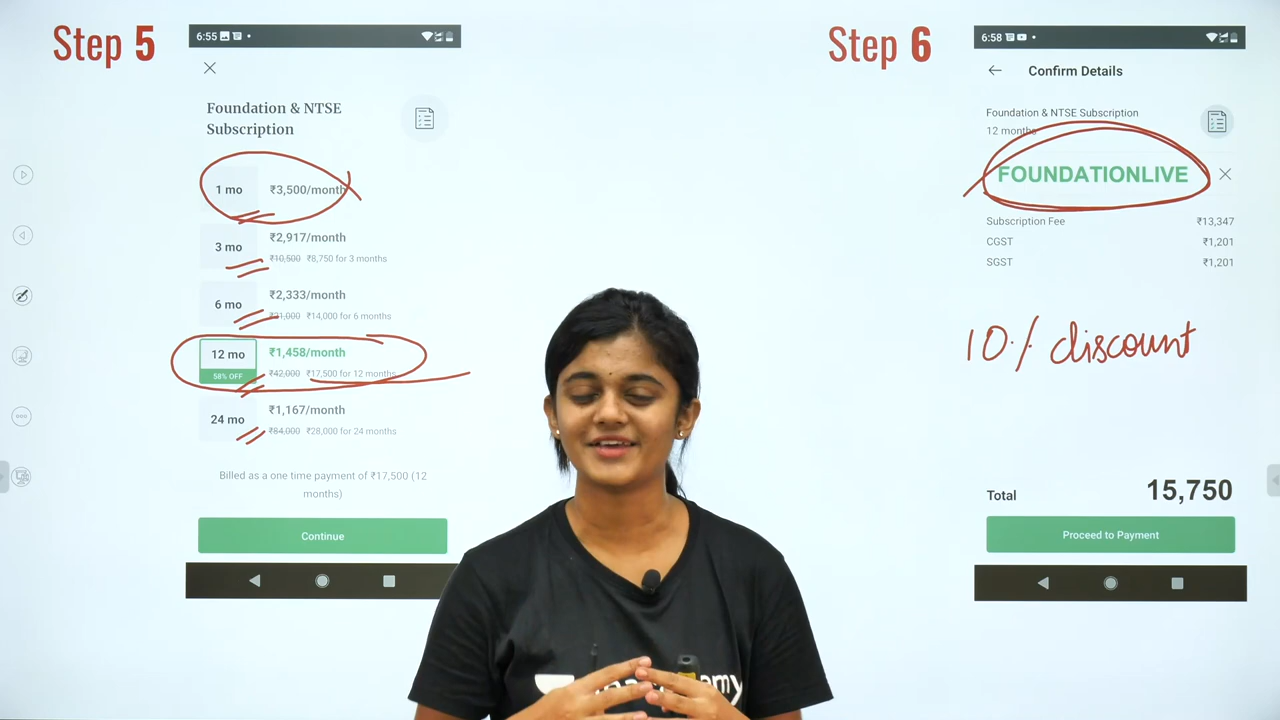 Step 5
6:55
Foundation & NTSE
Subscription
1 mo
₹3,500/month
3 mo
₹2,917/month
₹10,500 ₹8,750 for 3 months
6 mo
₹2,333/month
₹21,000 ₹14,000 for 6 months
12 mo
58% OFF
₹1,458/month
₹42,000 ₹17,500 for 12 months
24 mo
₹1,167/month
₹84,000 ₹28,000 for 24 months
Billed as a one time payment of ₹17,500 (12
months)
Continue
Step 6
6:58
Confirm Details
Foundation & NTSE Subscription
12 months
FOUNDATIONLIVE
Subscription Fee ₹13,347
CGST ₹1,201
SGST ₹1,201
10% discount
Total 15,750
Proceed to Payment